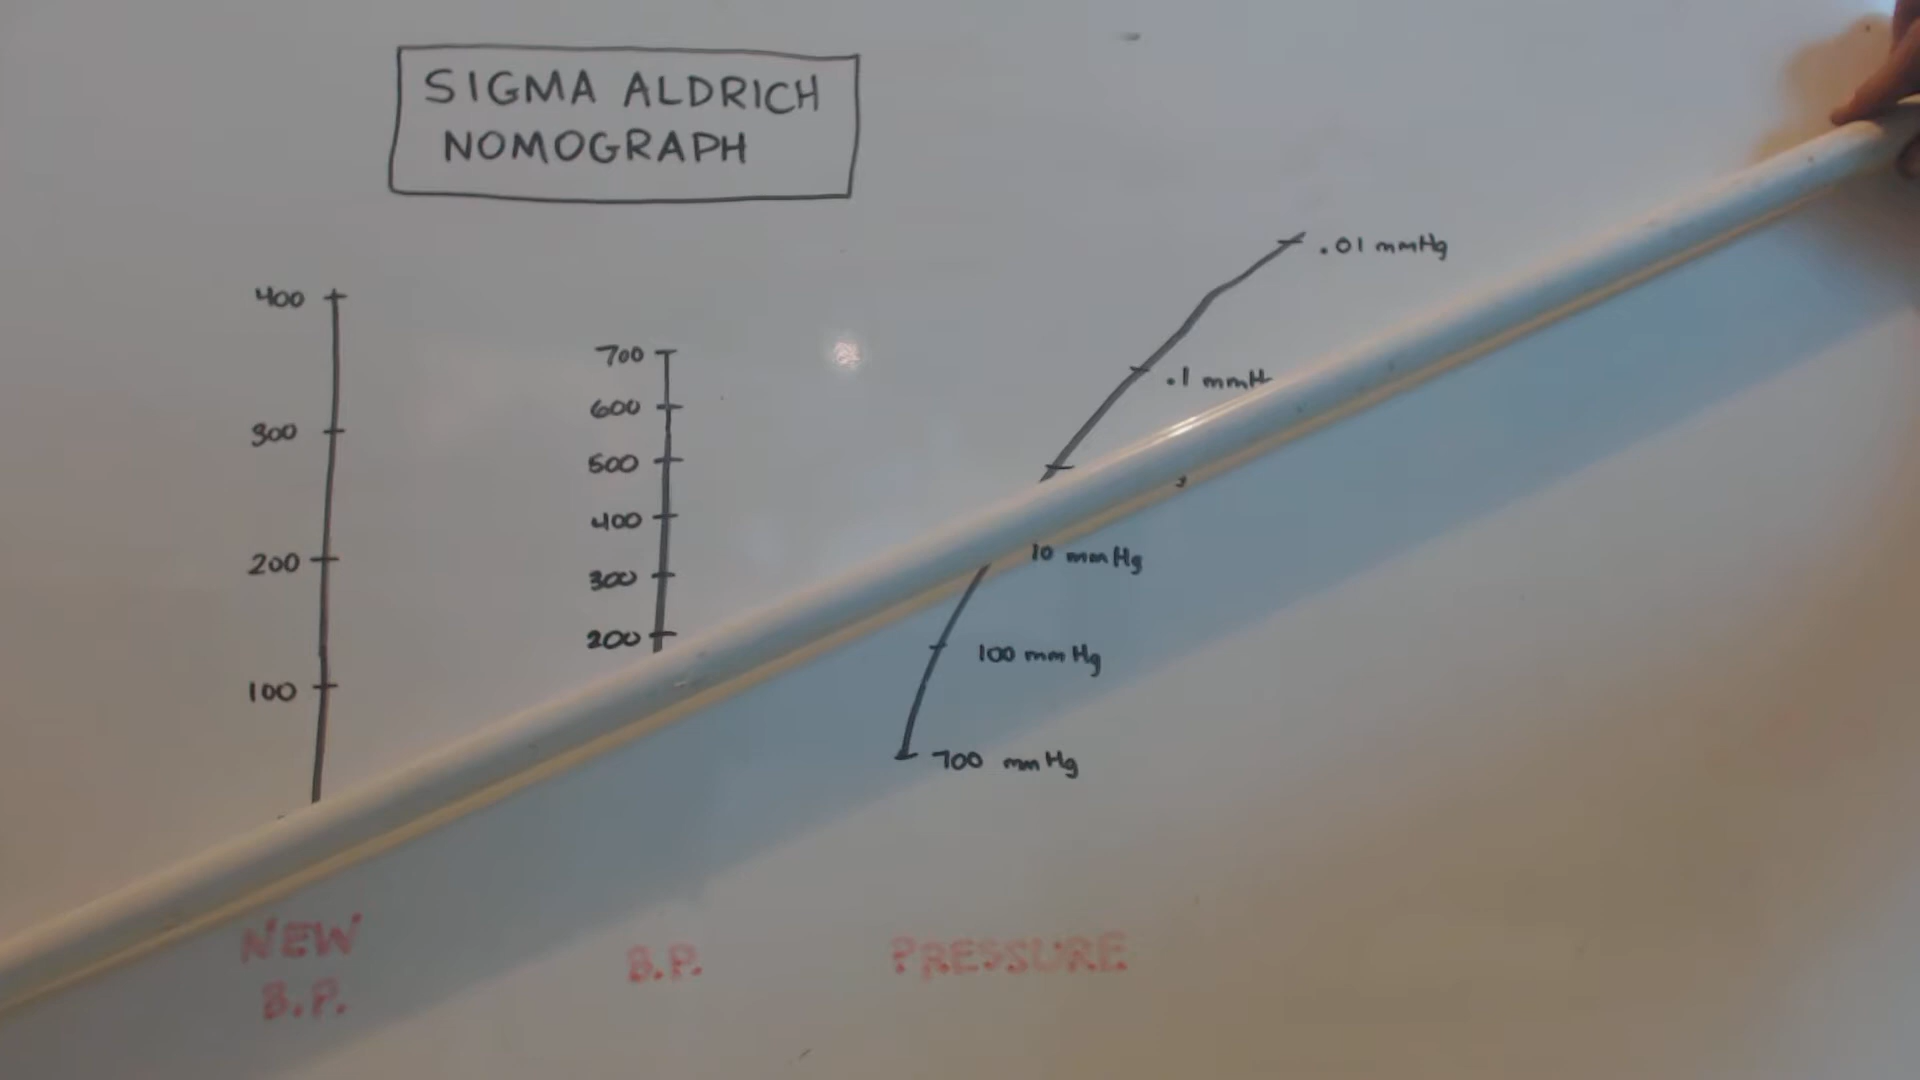 SIGMA ALDRICH
NOMOGRAPH
400
300
200
100
700
600
500
400
300
200
.01 mmHg
.1 mmH
10 mmHg
100 mmHg
700 mmHg
NEW
B.P.
B.P.
PRESSURE